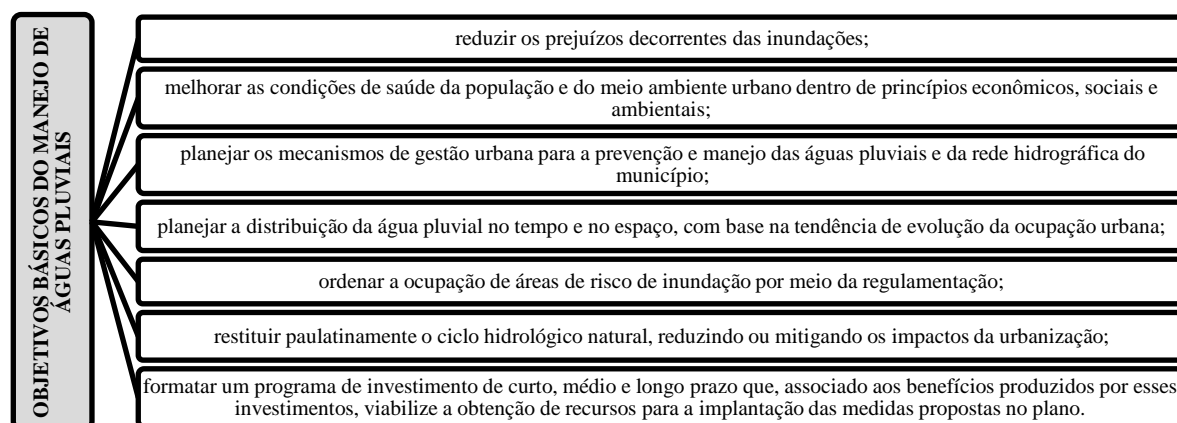 OBJETIVOS BÁSICOS DO MANEJO DE
ÁGUAS PLUVIAIS
reduzir os prejuízos decorrentes das inundações;
melhorar as condições de saúde da população e do meio ambiente urbano dentro de princípios econômicos, sociais e
ambientais;
planejar os mecanismos de gestão urbana para a prevenção e manejo das águas pluviais e da rede hidrográfica do
município;
planejar a distribuição da água pluvial no tempo e no espaço, com base na tendência de evolução da ocupação urbana;
ordenar a ocupação de áreas de risco de inundação por meio da regulamentação;
restituir paulatinamente o ciclo hidrológico natural, reduzindo ou mitigando os impactos da urbanização;
formatar um programa de investimento de curto, médio e longo prazo que, associado aos benefícios produzidos por esses
investimentos, viabilize a obtenção de recursos para a implantação das medidas propostas no plano.